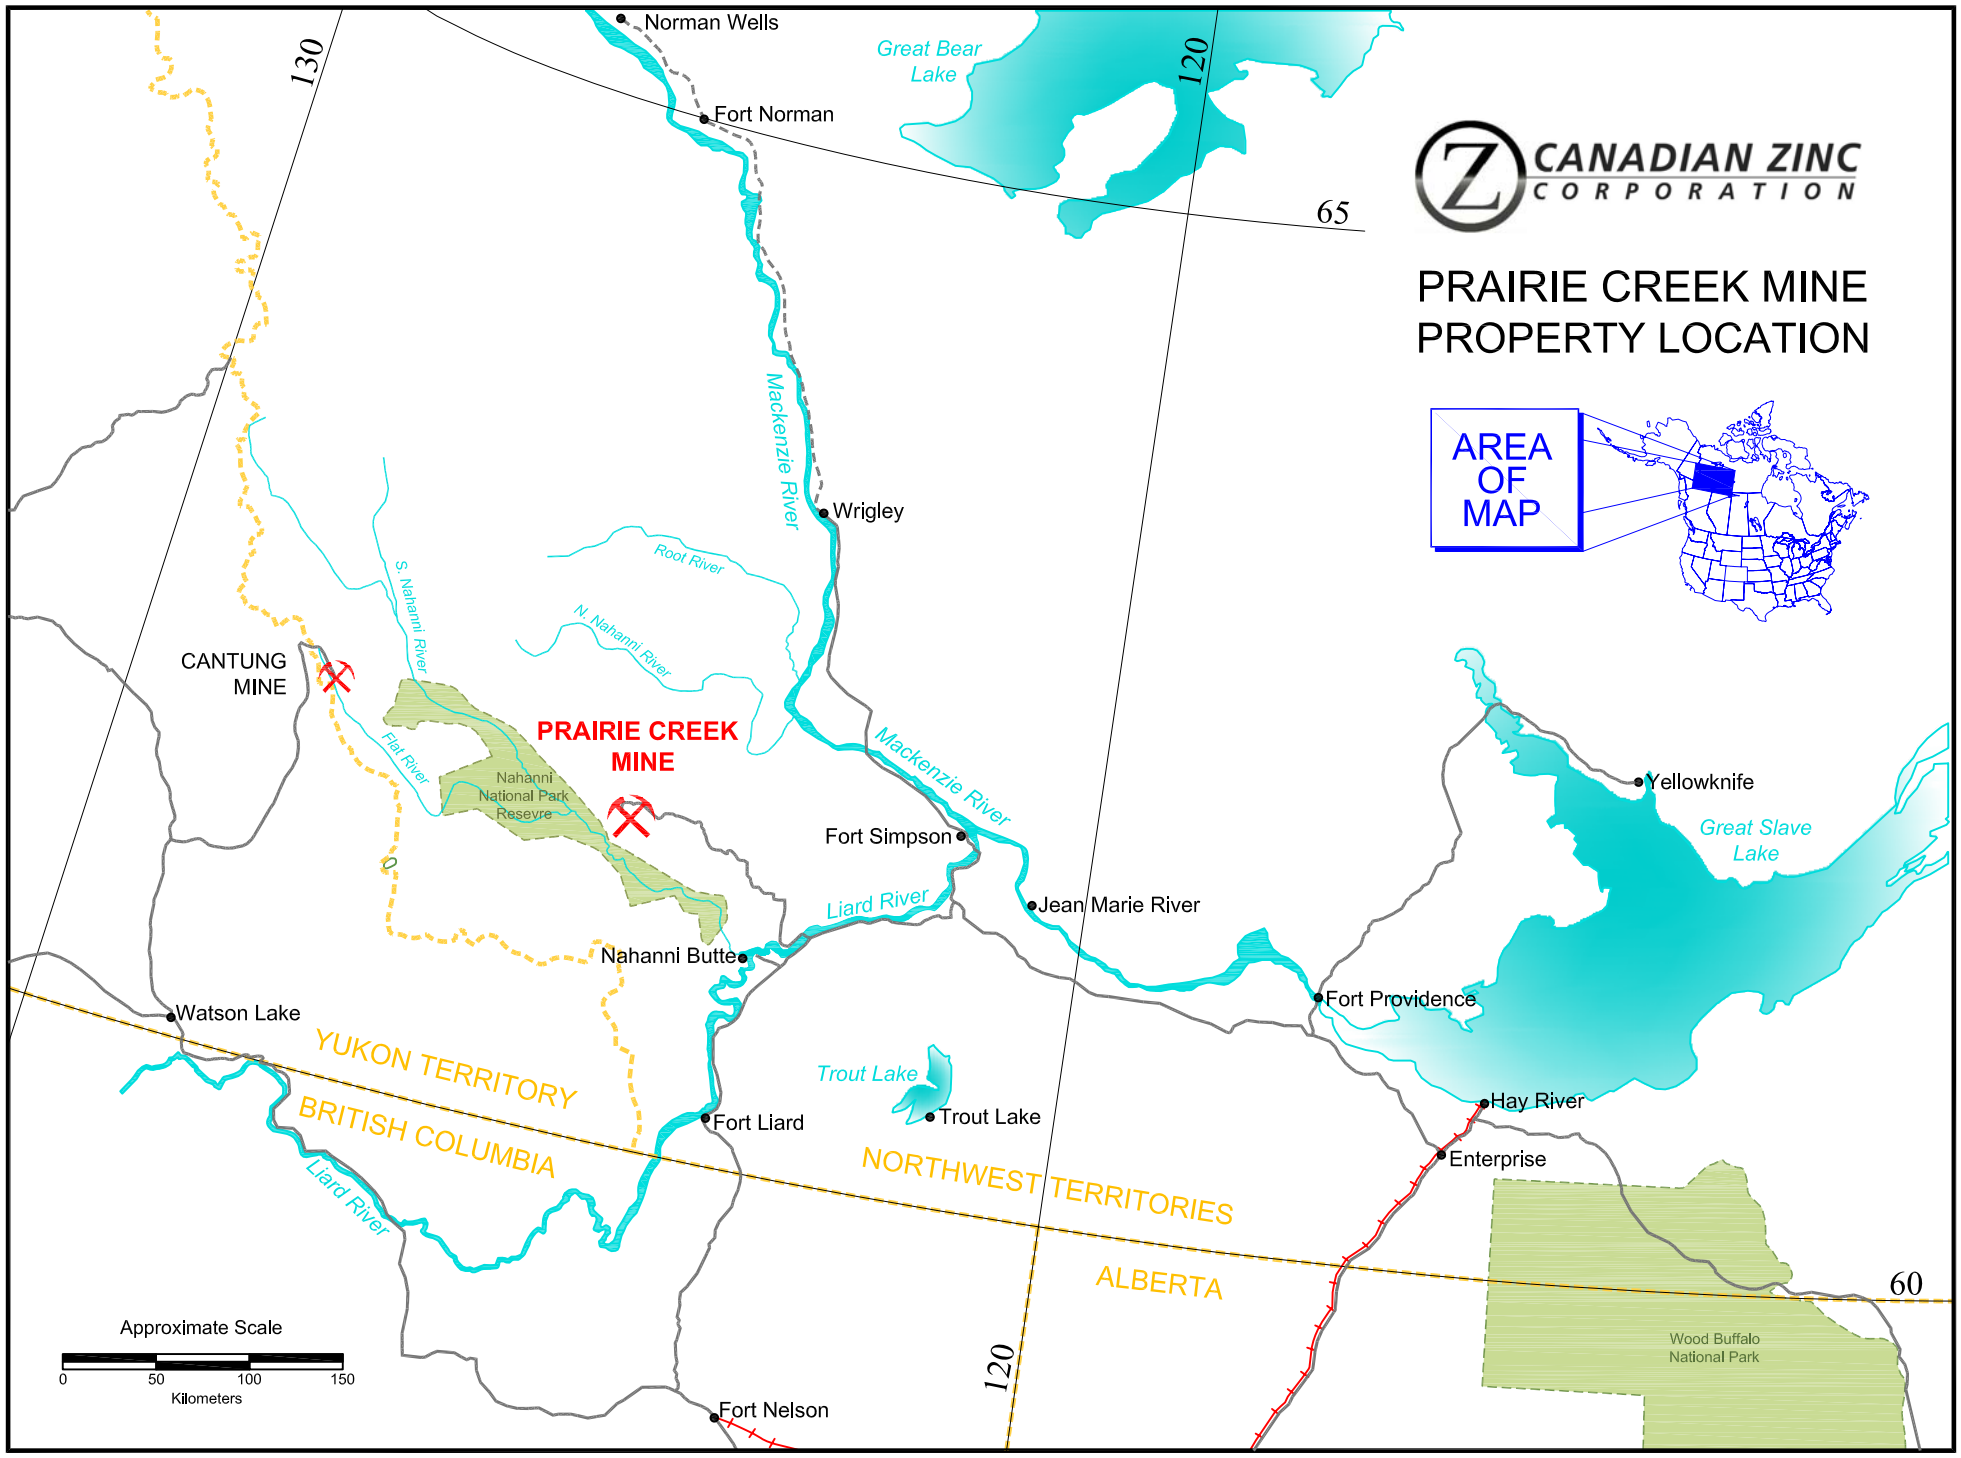 Norman Wells
Great Bear
Lake
130
120
Fort Norman
65
Z
CANADIAN ZINC
CORPORATION
PRAIRIE CREEK MINE
PROPERTY LOCATION
AREA
OF
MAP
Mackenzie River
Wrigley
Root River
S. Nahanni River
N. Nahanni River
CANTUNG
MINE
PRAIRIE CREEK
MINE
Flat River
Nahanni
National Park
Resevre
Mackenzie River
Yellowknife
Great Slave
Lake
Fort Simpson
Liard River
Jean Marie River
Nahanni Butte
Fort Providence
Watson Lake
YUKON TERRITORY
BRITISH COLUMBIA
Trout Lake
Trout Lake
Fort Liard
Hay River
Enterprise
NORTHWEST TERRITORIES
ALBERTA
Liard River
60
Wood Buffalo
National Park
120
Approximate Scale
0 50 100 150
Kilometers
Fort Nelson